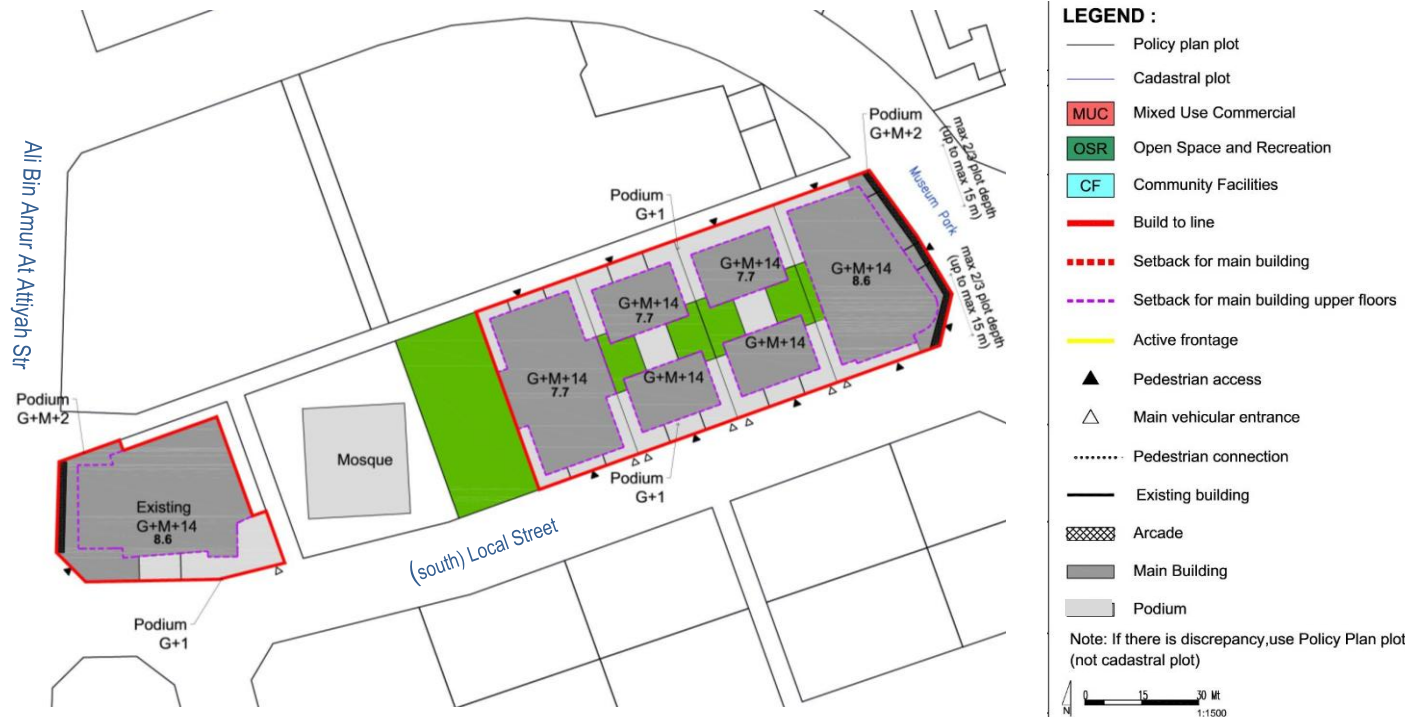 Ali Bin Amur At Attiyah Str
Podium
G+M+2
Existing
G+M+14
8.6
Podium
G+1
Mosque
(south) Local Street
G+M+14
7.7
G+M+14
7.7
G+M+14
Podium
G+1
Podium
G+1
G+M+14
7.7
G+M+14
G+M+14
8.6
Podium
G+M+2
Museum Park
max 2/3 plot depth
(up to max 15 m)
max 2/3 plot depth
(up to max 15 m)
LEGEND :
Policy plan plot
Cadastral plot
MUC Mixed Use Commercial
OSR Open Space and Recreation
CF Community Facilities
Build to line
Setback for main building
Setback for main building upper floors
Active frontage
Pedestrian access
Main vehicular entrance
Pedestrian connection
Existing building
Arcade
Main Building
Podium
Note: If there is discrepancy,use Policy Plan plot
(not cadastral plot)
N 0 15 30 Mt
1:1500